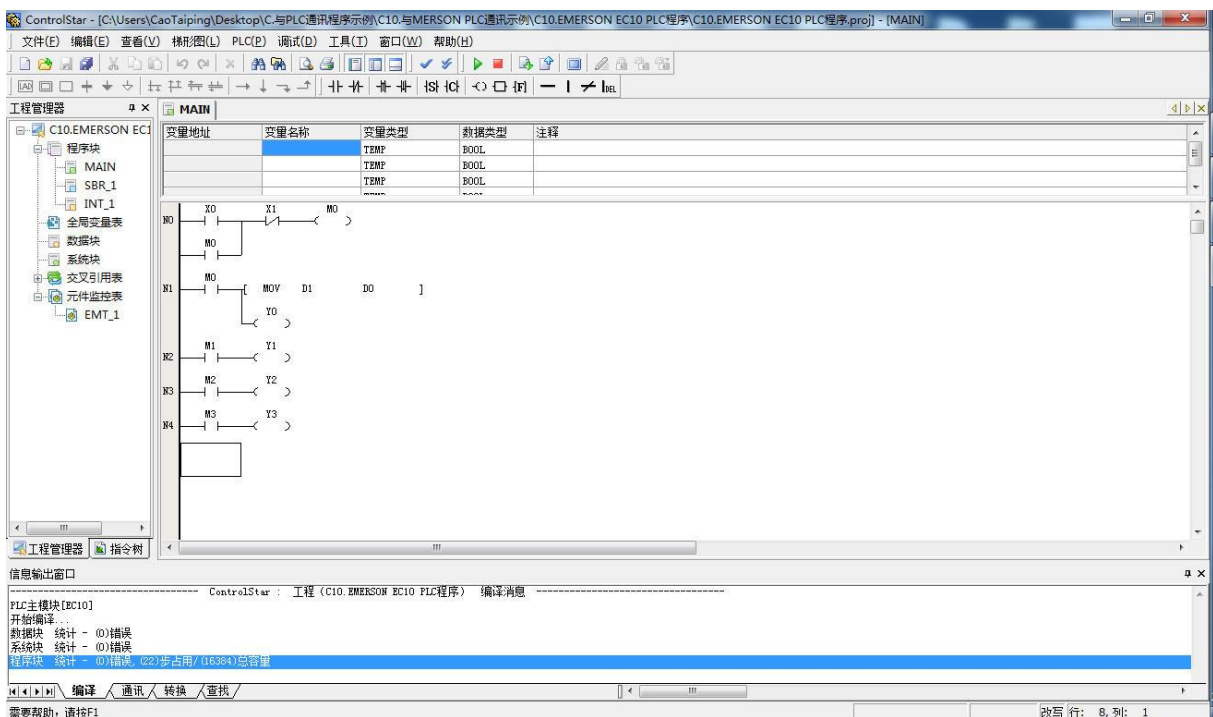 ControlStar - [C:\Users\CaoTaiping\Desktop\C.与PLC通讯程序示例\C10.与MERSON PLC通讯示例\C10.EMERSON EC10 PLC程序\C10.EMERSON EC10 PLC程序.proj] - [MAIN]
文件(F) 编辑(E) 查看(V) 梯形图(L) PLC(P) 调试(D) 工具(T) 窗口(W) 帮助(H)
工程管理器
MAIN
C10.EMERSON EC1
程序块
MAIN
SBR_1
INT_1
全局变量表
数据块
系统块
交叉引用表
元件监控表
EMT_1
工程管理器 指令树
变量地址 变量名称 变量类型 数据类型 注释
TEMP BOOL
TEMP BOOL
TEMP BOOL
X0 X1 M0
N0
M0
M0
N1 [ MOV D1 D0 ]
Y0
M1 Y1
N2
M2 Y2
N3
M3 Y3
N4
信息输出窗口
---------------------------------- ControlStar : 工程 (C10.EMERSON EC10 PLC程序) 编译消息 ----------------------------------
PLC主模块[EC10]
开始编译...
数据块 统计 - (0)错误
系统块 统计 - (0)错误
程序块 统计 - (0)错误, (22)步占用/(16384)总容量
编译 通讯 转换 查找
需要帮助，请按F1
改写 行: 8, 列: 1